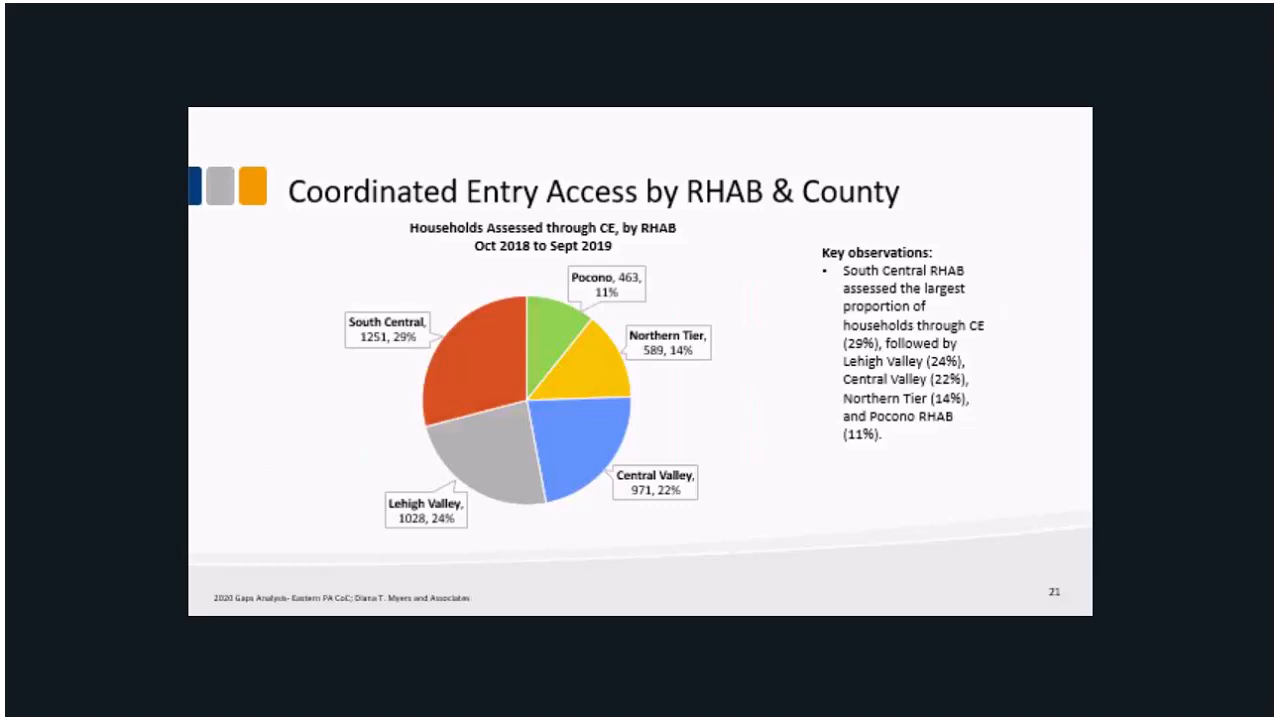 Coordinated Entry Access by RHAB & County
Households Assessed through CE, by RHAB
Oct 2018 to Sept 2019
Pocono, 463,
11%
Northern Tier,
589, 14%
Central Valley,
971, 22%
Lehigh Valley,
1028, 24%
South Central,
1251, 29%
Key observations:
• South Central RHAB
assessed the largest
proportion of
households through CE
(29%), followed by
Lehigh Valley (24%),
Central Valley (22%),
Northern Tier (14%),
and Pocono RHAB
(11%).
2020 Gaps Analysis- Eastern PA CoC; Diana T. Myers and Associates
21